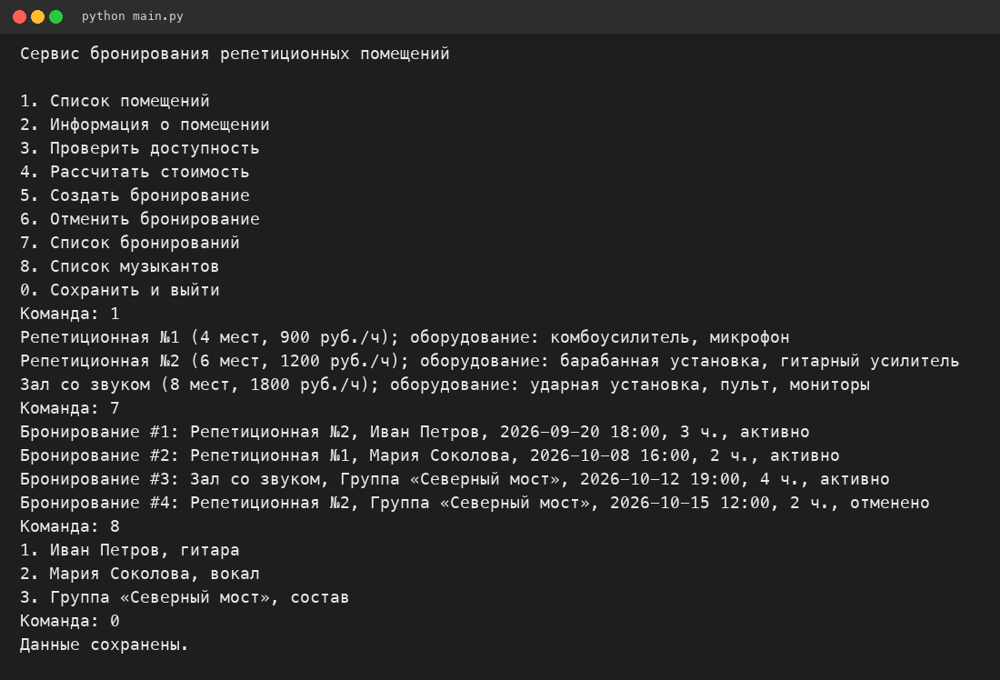 python main.py
Сервис бронирования репетиционных помещений
1. Список помещений
2. Информация о помещении
3. Проверить доступность
4. Рассчитать стоимость
5. Создать бронирование
6. Отменить бронирование
7. Список бронирований
8. Список музыкантов
0. Сохранить и выйти
Команда: 1
Репетиционная №1 (4 мест, 900 руб./ч); оборудование: комбоусилитель, микрофон
Репетиционная №2 (6 мест, 1200 руб./ч); оборудование: барабанная установка, гитарный усилитель
Зал со звуком (8 мест, 1800 руб./ч); оборудование: ударная установка, пульт, мониторы
Команда: 7
Бронирование #1: Репетиционная №2, Иван Петров, 2026-09-20 18:00, 3 ч., активно
Бронирование #2: Репетиционная №1, Мария Соколова, 2026-10-08 16:00, 2 ч., активно
Бронирование #3: Зал со звуком, Группа «Северный мост», 2026-10-12 19:00, 4 ч., активно
Бронирование #4: Репетиционная №2, Группа «Северный мост», 2026-10-15 12:00, 2 ч., отменено
Команда: 8
1. Иван Петров, гитара
2. Мария Соколова, вокал
3. Группа «Северный мост», состав
Команда: 0
Данные сохранены.